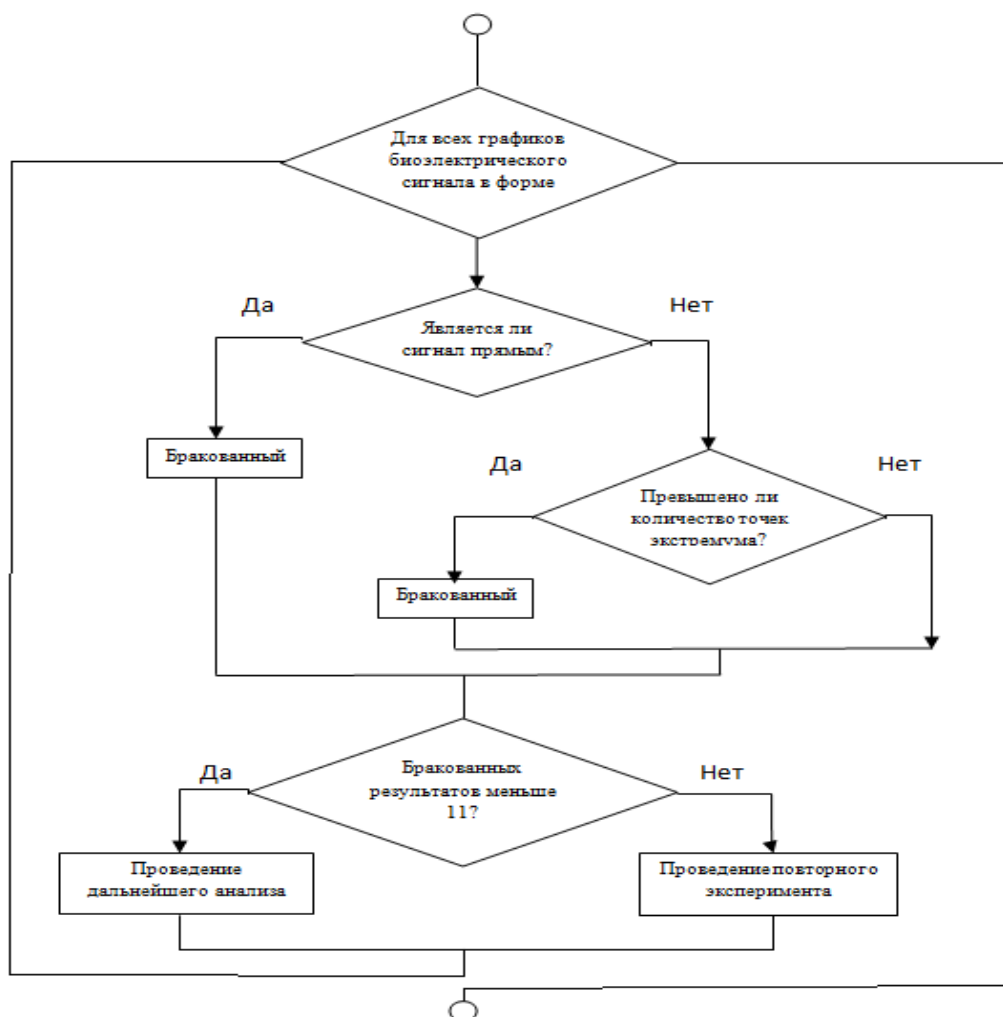 Для всех графиков
биоэлектрического
сигнала в форме
Да
Нет
Является ли
сигнал прямым?
Бракованный
Да
Нет
Превышено ли
количество точек
экстремума?
Бракованный
Да
Нет
Бракованных
результатов меньше
11?
Проведение
дальнейшего анализа
Проведение повторного
эксперимента